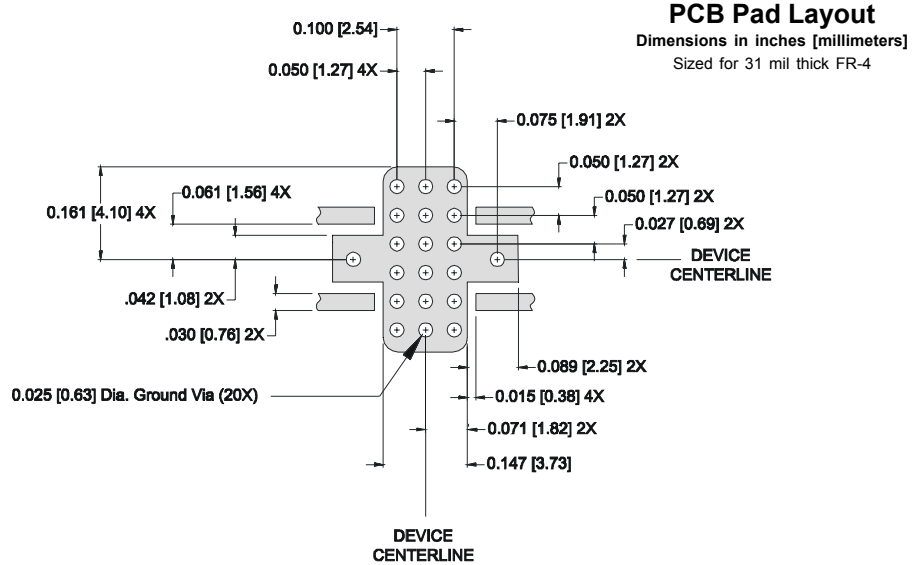 PCB Pad Layout
Dimensions in inches [millimeters]
Sized for 31 mil thick FR-4
0.100 [2.54]
0.050 [1.27] 4X
0.075 [1.91] 2X
0.050 [1.27] 2X
0.061 [1.56] 4X
0.050 [1.27] 2X
0.161 [4.10] 4X
0.027 [0.69] 2X
DEVICE
CENTERLINE
.042 [1.08] 2X
.030 [0.76] 2X
0.089 [2.25] 2X
0.025 [0.63] Dia. Ground Via (20X)
0.015 [0.38] 4X
0.071 [1.82] 2X
0.147 [3.73]
DEVICE
CENTERLINE